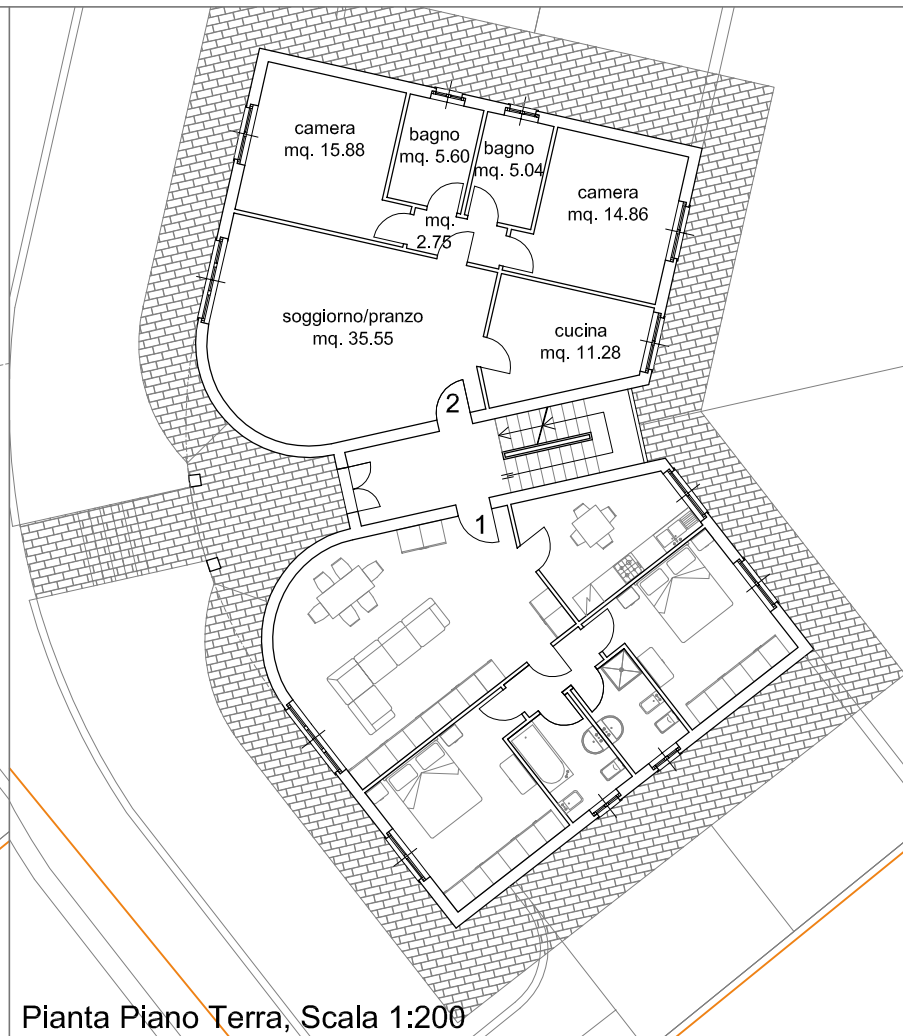 camera
mq. 15.88
bagno
mq. 5.60
bagno
mq. 5.04
camera
mq. 14.86
mq.
2.75
soggiorno/pranzo
mq. 35.55
cucina
mq. 11.28
2
1
Pianta Piano Terra, Scala 1:200